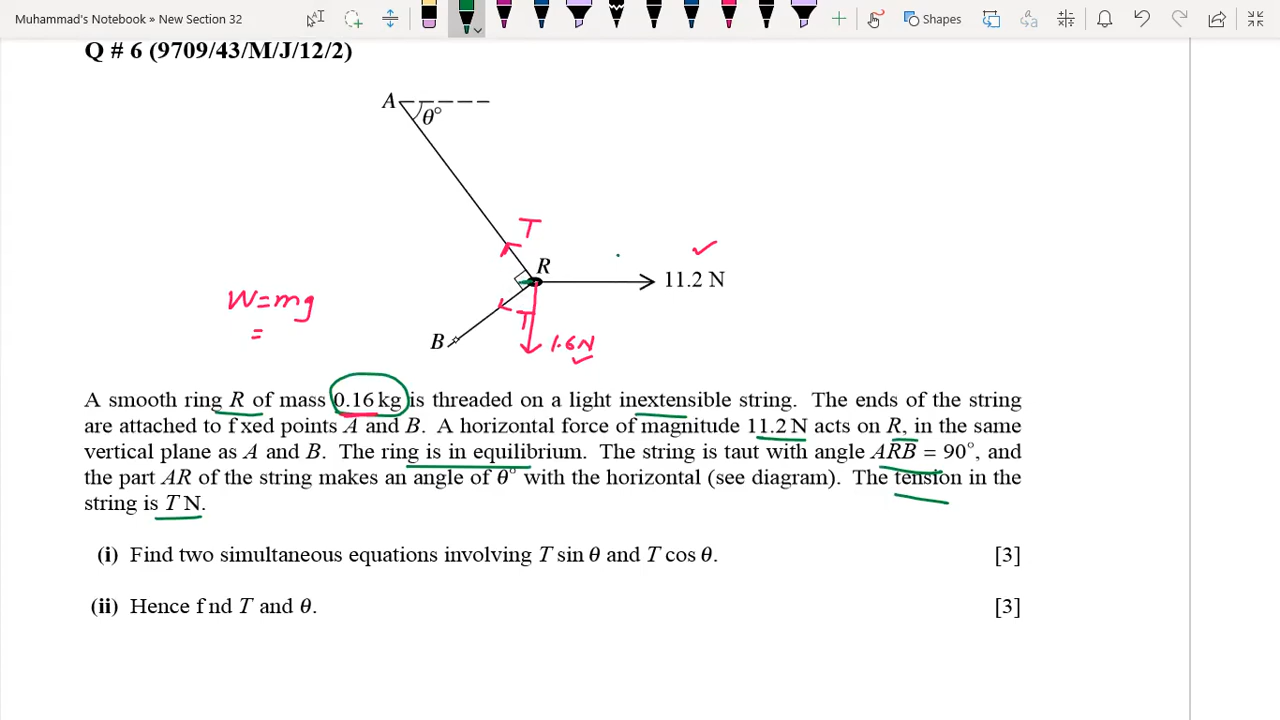 Muhammad's Notebook » New Section 32
Shapes
Q # 6 (9709/43/M/J/12/2)
A
θ°
T
R
11.2 N
W=mg
=
T
B
1.6N
A smooth ring R of mass 0.16 kg is threaded on a light inextensible string. The ends of the string
are attached to f xed points A and B. A horizontal force of magnitude 11.2 N acts on R, in the same
vertical plane as A and B. The ring is in equilibrium. The string is taut with angle ARB = 90°, and
the part AR of the string makes an angle of θ° with the horizontal (see diagram). The tension in the
string is T N.
(i) Find two simultaneous equations involving T sin θ and T cos θ. [3]
(ii) Hence f nd T and θ. [3]